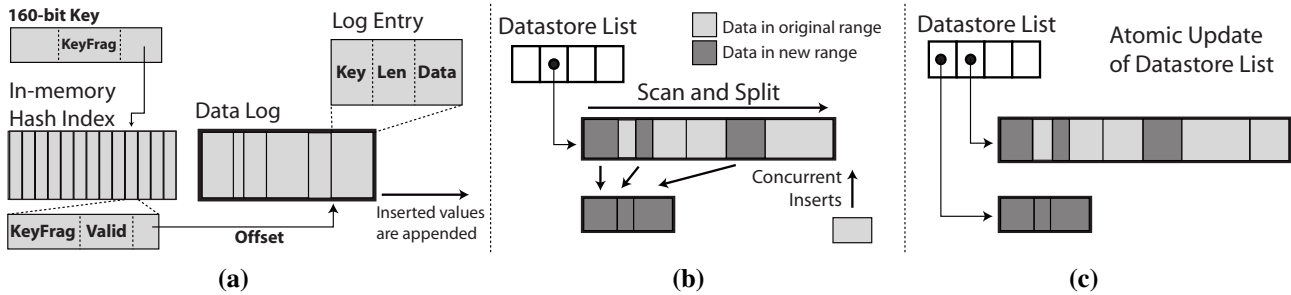 160-bit Key
KeyFrag
In-memory
Hash Index
KeyFrag Valid
Data Log
Offset
Log Entry
Key Len Data
Inserted values
are appended
(a)
Datastore List
Data in original range
Data in new range
Scan and Split
Concurrent
Inserts
(b)
Datastore List
Atomic Update
of Datastore List
(c)